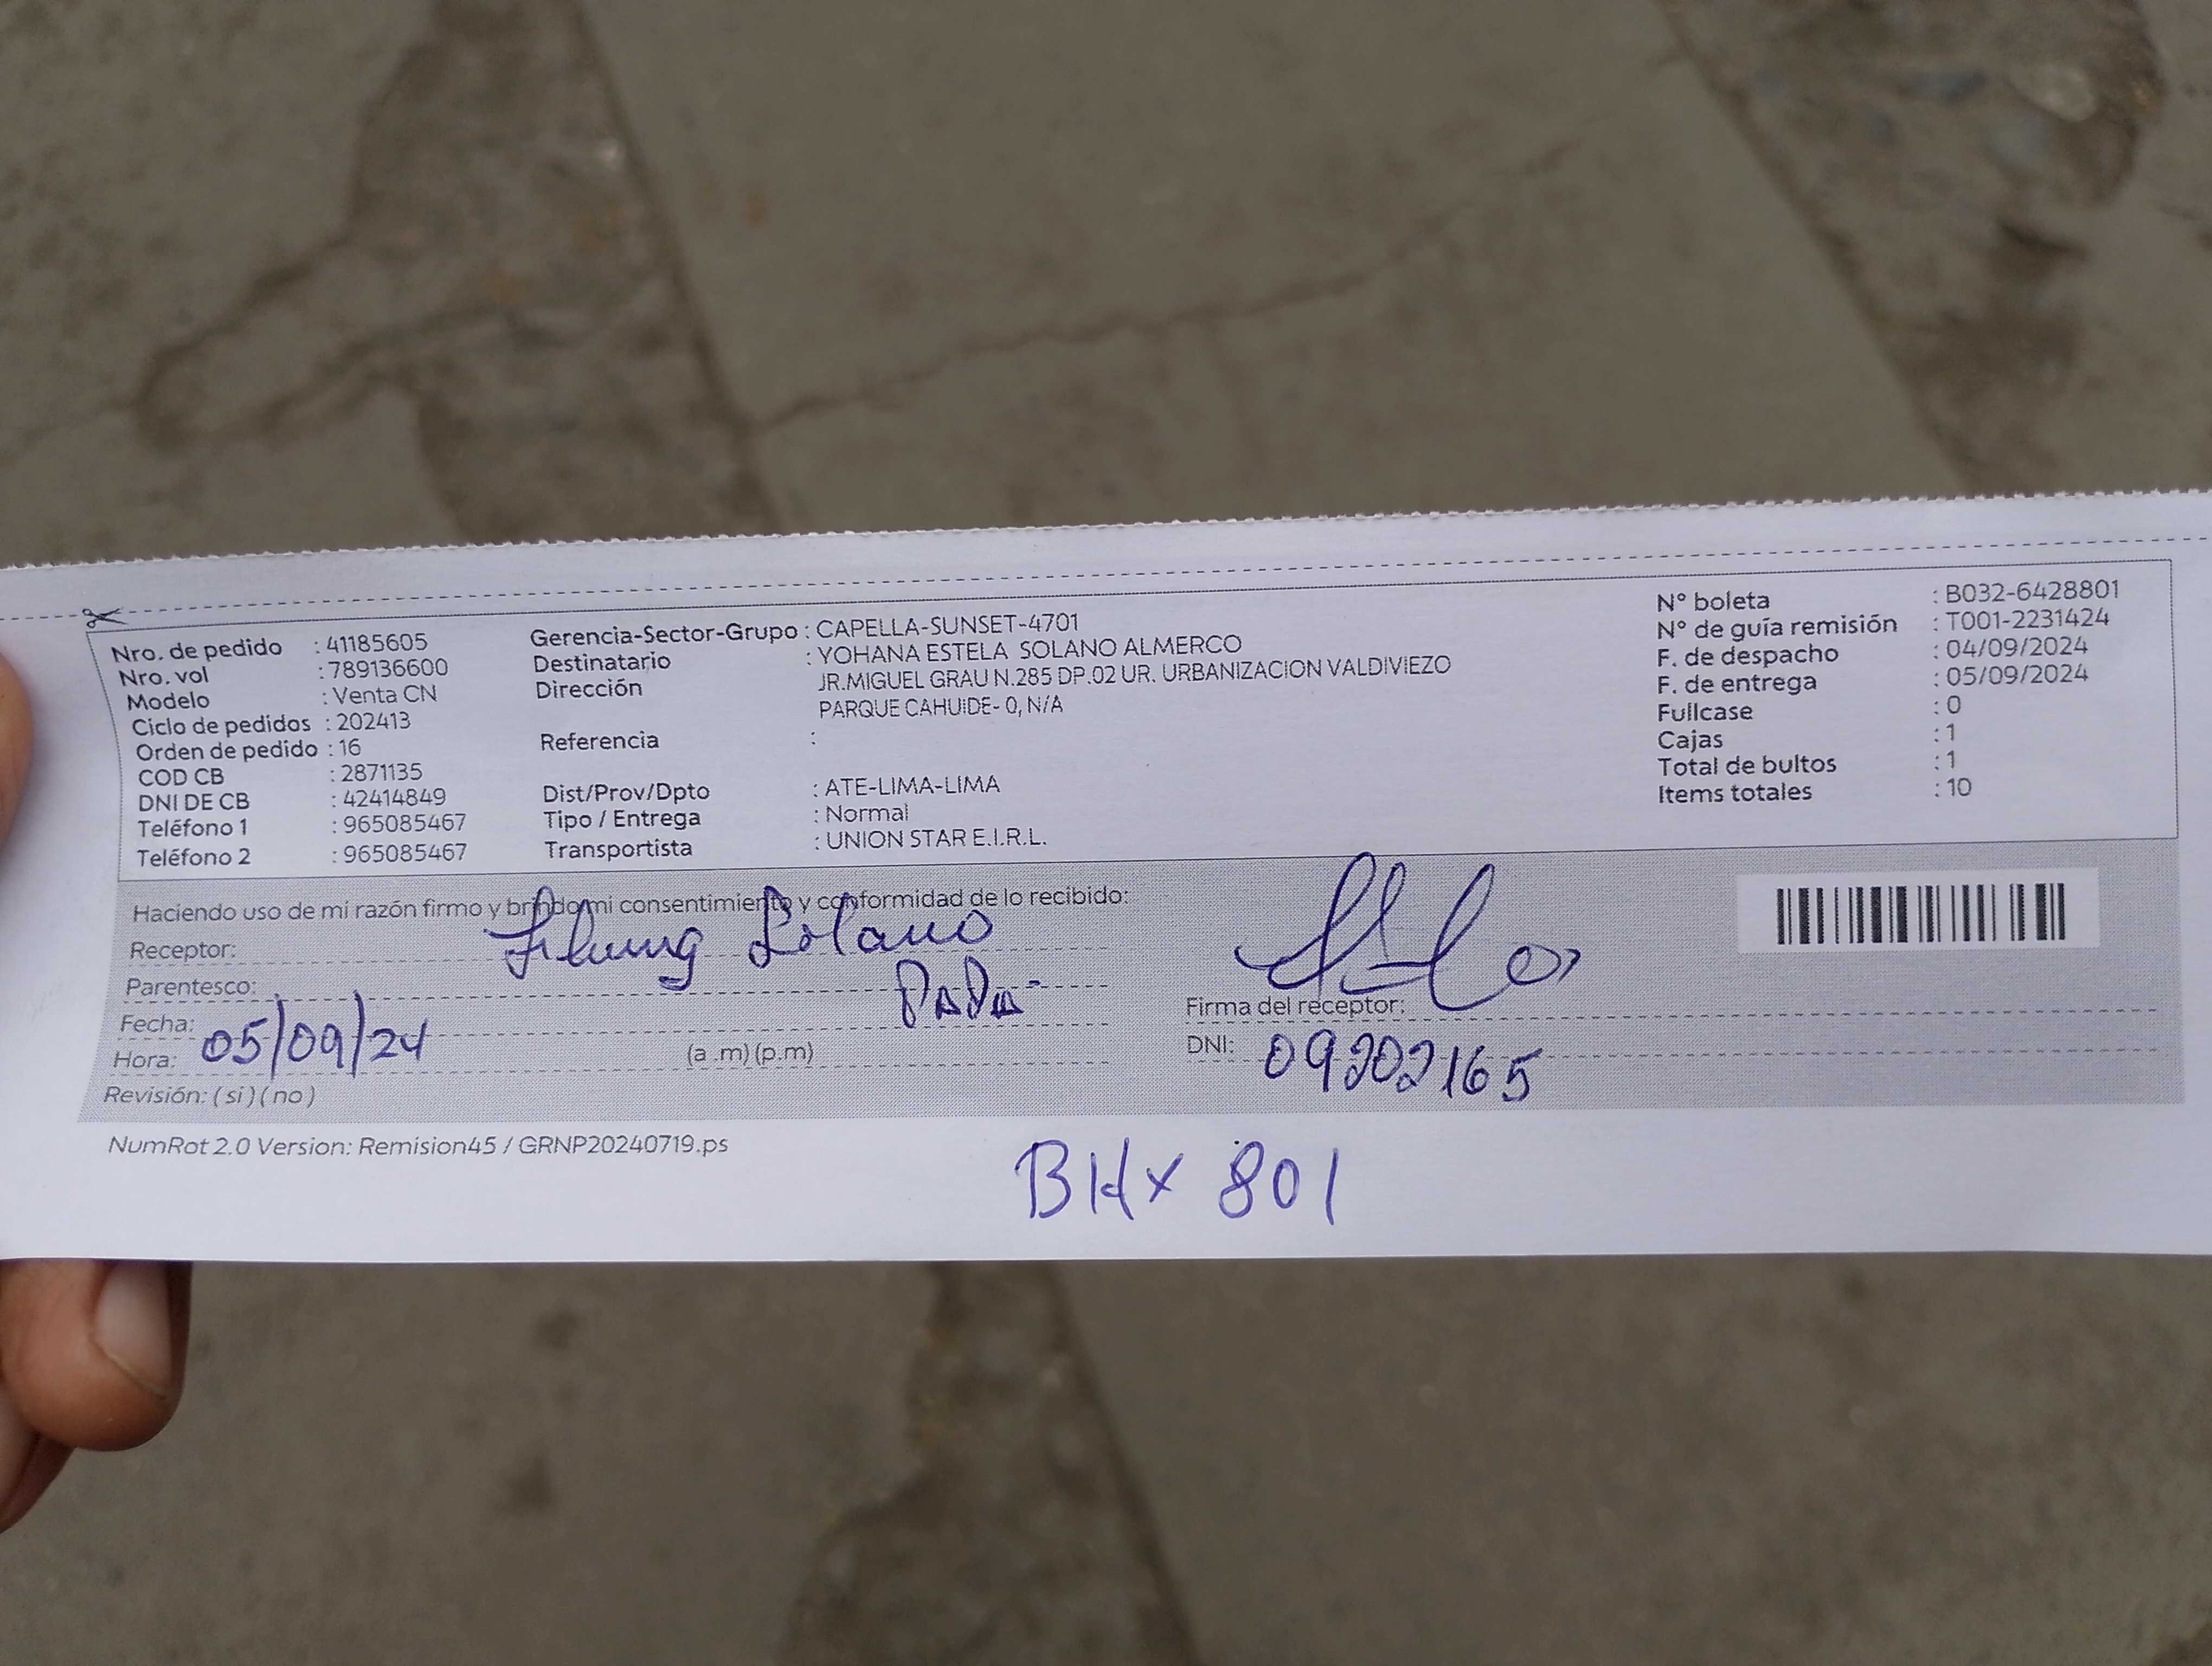 Nro. de pedido : 41185605
Nro. vol : 789136600
Modelo : Venta CN
Ciclo de pedidos : 202413
Orden de pedido : 16
COD CB : 2871135
DNI DE CB : 42414849
Teléfono 1 : 965085467
Teléfono 2 : 965085467
Gerencia-Sector-Grupo : CAPELLA-SUNSET-4701
Destinatario : YOHANA ESTELA SOLANO ALMERCO
Dirección JR.MIGUEL GRAU N.285 DP.02 UR. URBANIZACION VALDIVIEZO
PARQUE CAHUIDE- 0, N/A
Referencia :
Dist/Prov/Dpto : ATE-LIMA-LIMA
Tipo / Entrega : Normal
Transportista : UNION STAR E.I.R.L.
N° boleta : B032-6428801
N° de guía remisión : T001-2231424
F. de despacho : 04/09/2024
F. de entrega : 05/09/2024
Fullcase : 0
Cajas : 1
Total de bultos : 1
Items totales : 10
Haciendo uso de mi razón firmo y brindo mi consentimiento y conformidad de lo recibido:
Receptor: Solano
Parentesco: PAPA
Fecha: 05/09/24
Hora: (a .m) (p.m)
Revisión: ( si ) ( no )
Firma del receptor:
DNI: 09202165
NumRot 2.0 Version: Remision45 / GRNP20240719.ps
BHX 801